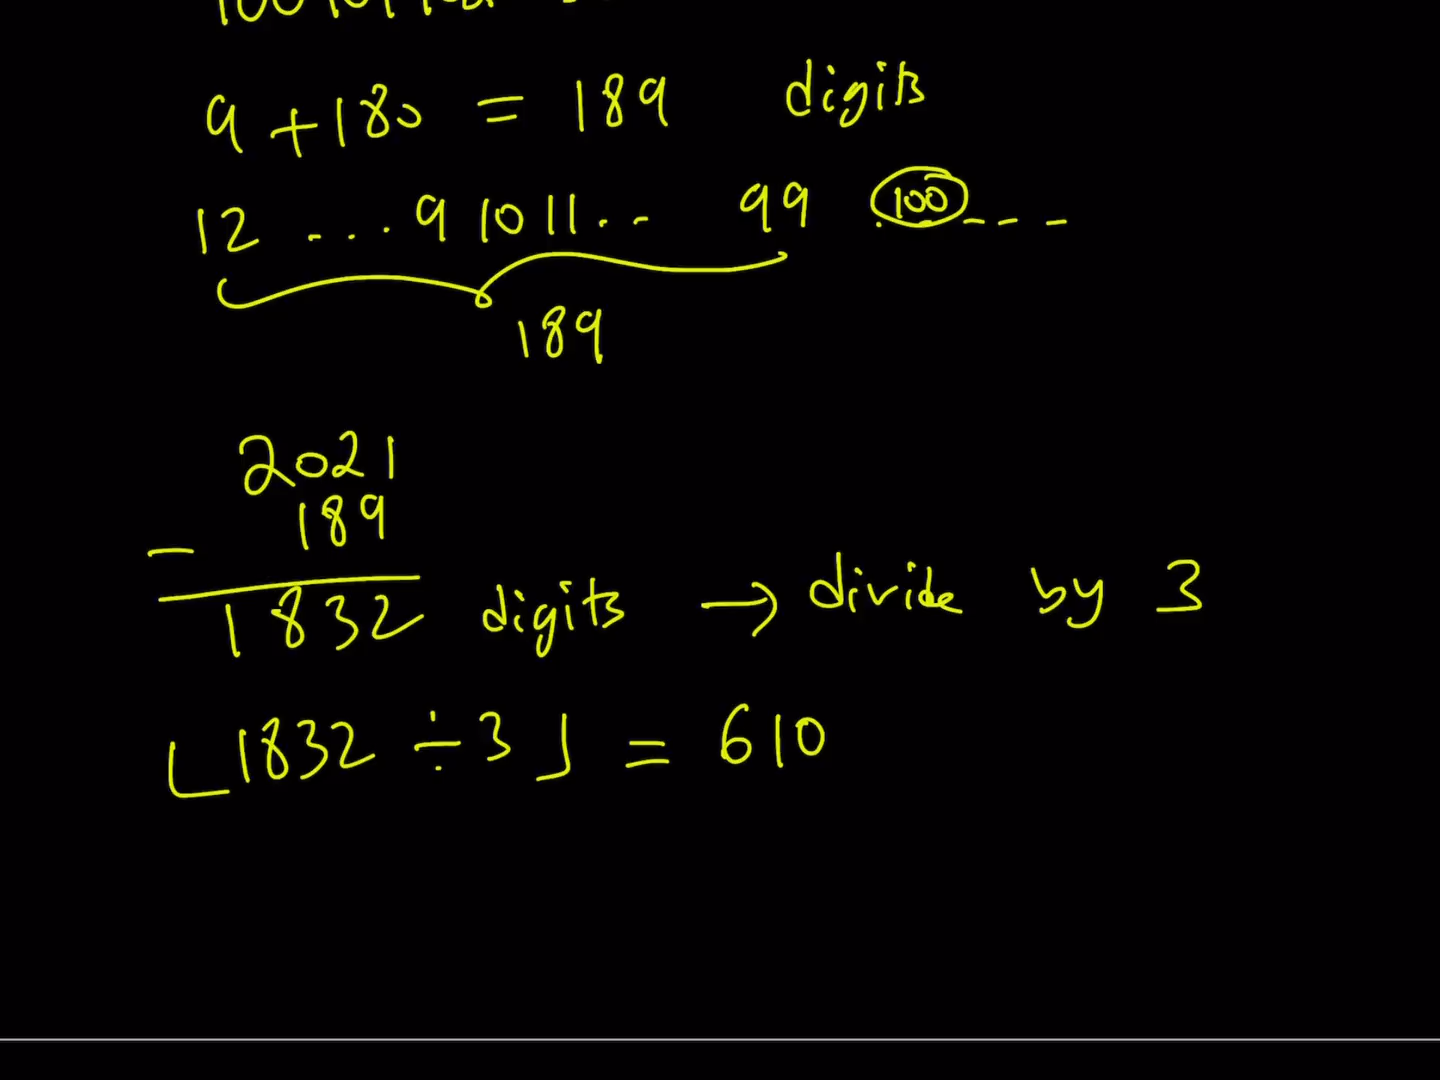 9 + 180 = 189 digits
12 ... 9 10 11 .. 99 100 _ _ _
189
2021
- 189
1832 digits → divide by 3
⌊1832 ÷ 3⌋ = 610